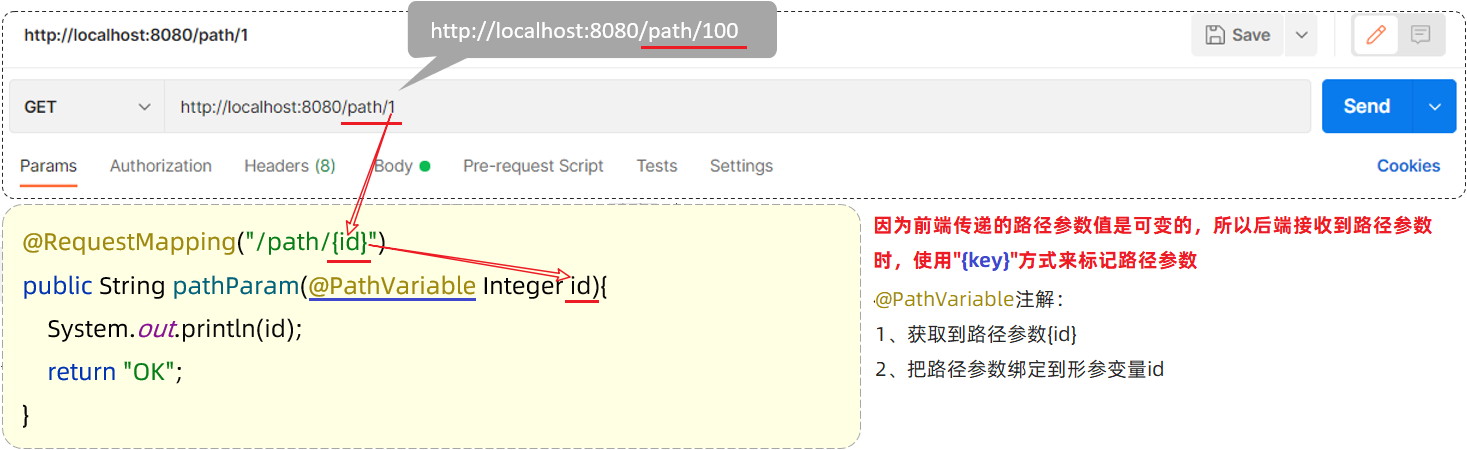 http://localhost:8080/path/1
http://localhost:8080/path/100
Save
GET
http://localhost:8080/path/1
Send
Params Authorization Headers (8) Body Pre-request Script Tests Settings Cookies
@RequestMapping("/path/{id}")
public String pathParam(@PathVariable Integer id){
System.out.println(id);
return "OK";
}
因为前端传递的路径参数值是可变的，所以后端接收到路径参数
时，使用"{key}"方式来标记路径参数
@PathVariable注解：
1、获取到路径参数{id}
2、把路径参数绑定到形参变量id